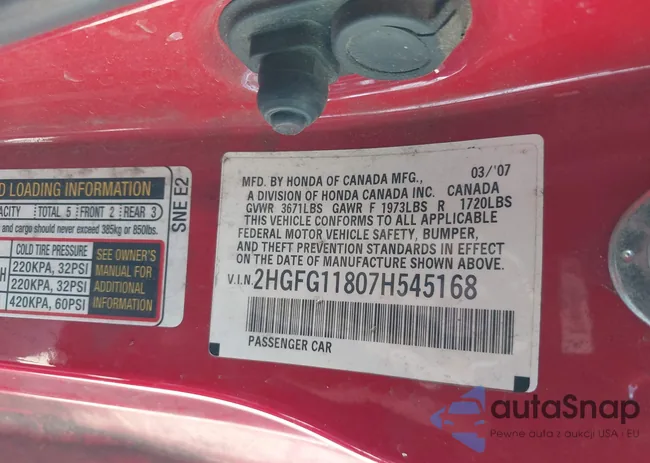 D LOADING INFORMATION
ACITY TOTAL 5 FRONT 2 REAR 3
and cargo should never exceed 385kg or 850lbs.
COLD TIRE PRESSURE
220KPA, 32PSI
220KPA, 32PSI
420KPA, 60PSI
SEE OWNER'S
MANUAL FOR
ADDITIONAL
INFORMATION
SNE E2
MFD. BY HONDA OF CANADA MFG., 03/'07
A DIVISION OF HONDA CANADA INC. CANADA
GVWR 3671LBS GAWR F 1973LBS R 1720LBS
THIS VEHICLE CONFORMS TO ALL APPLICABLE
FEDERAL MOTOR VEHICLE SAFETY, BUMPER,
AND THEFT PREVENTION STANDARDS IN EFFECT
ON THE DATE OF MANUFACTURE SHOWN ABOVE.
V.I.N. 2HGFG11807H545168
PASSENGER CAR
autaSnap
Pewne auta z aukcji USA i EU